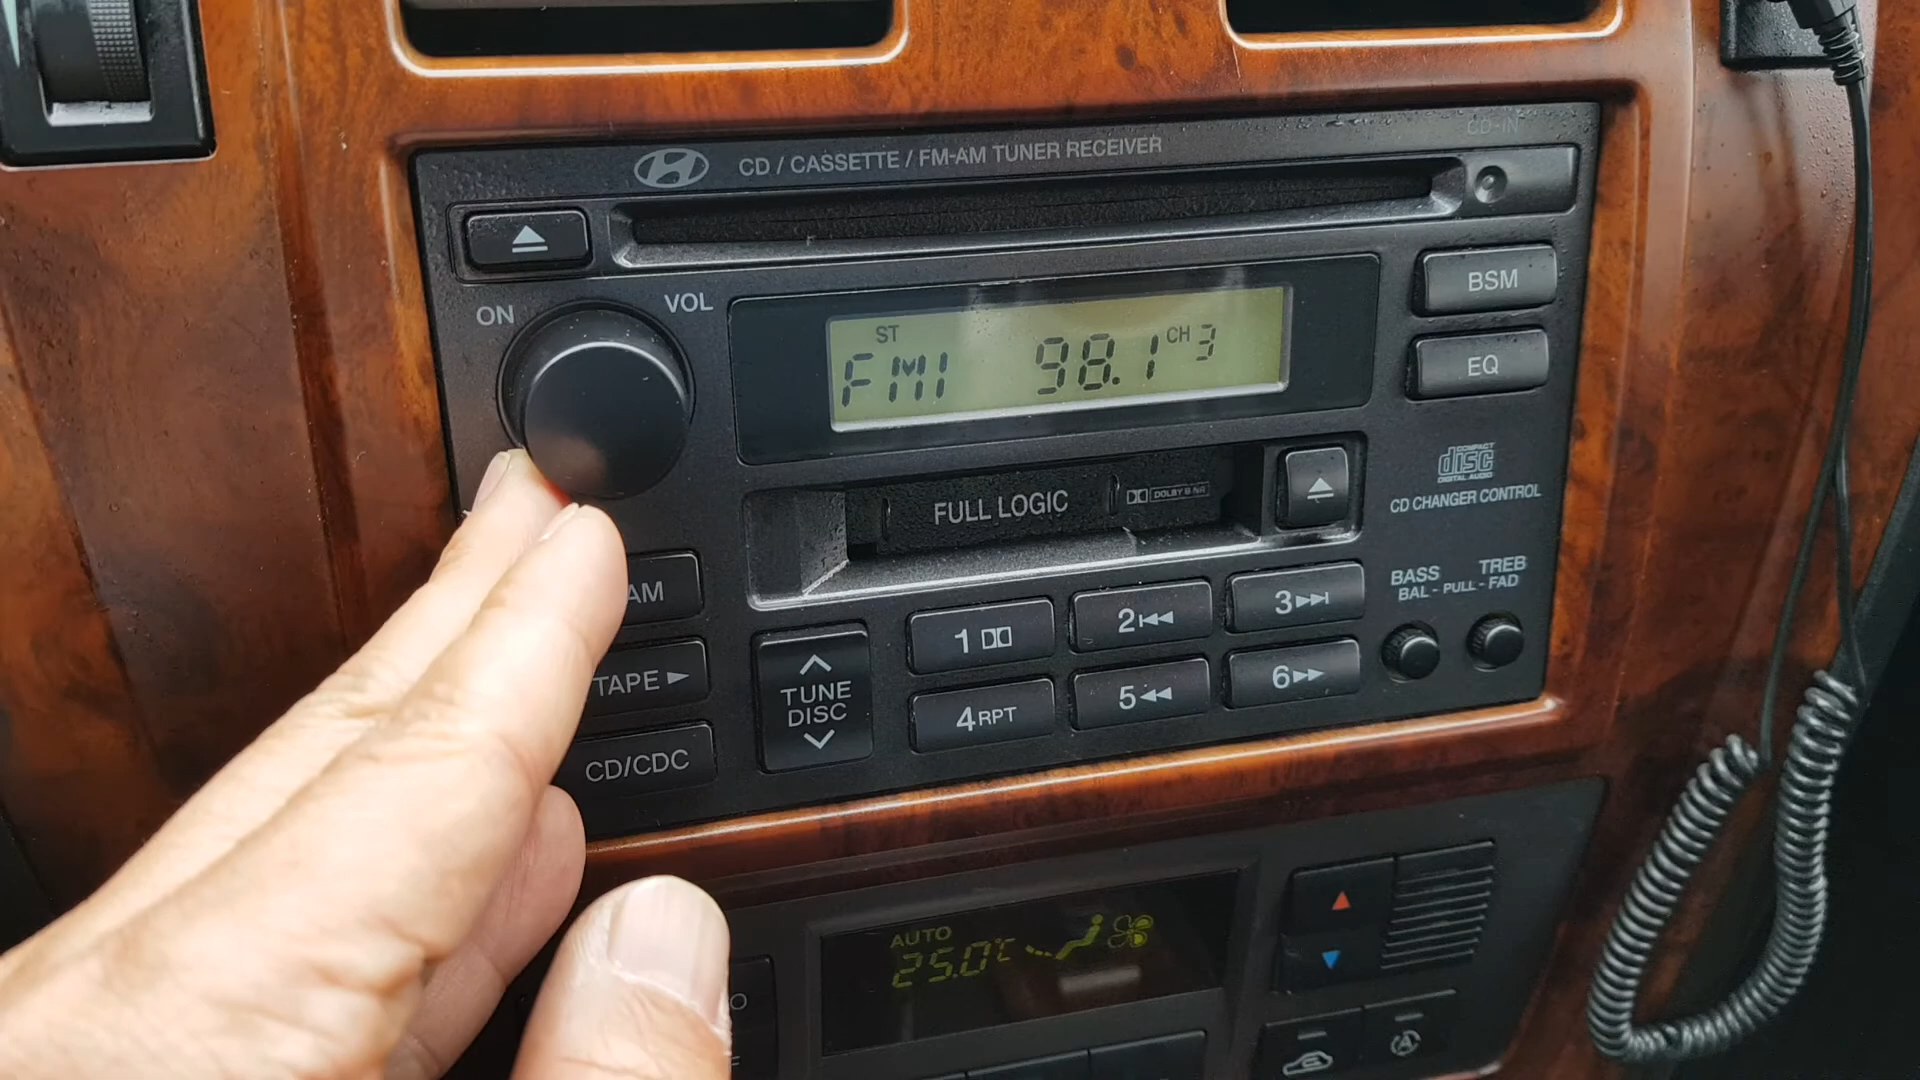 CD-IN
CD / CASSETTE / FM-AM TUNER RECEIVER
ON
VOL
BSM
ST
FM1 98.1 CH 3
EQ
COMPACT
disc
DIGITAL AUDIO
FULL LOGIC
DOLBY B NR
CD CHANGER CONTROL
AM
BASS TREB
BAL - PULL - FAD
1
2
3
TAPE
TUNE
DISC
4 RPT
5
6
CD/CDC
AUTO
25.0°C
A